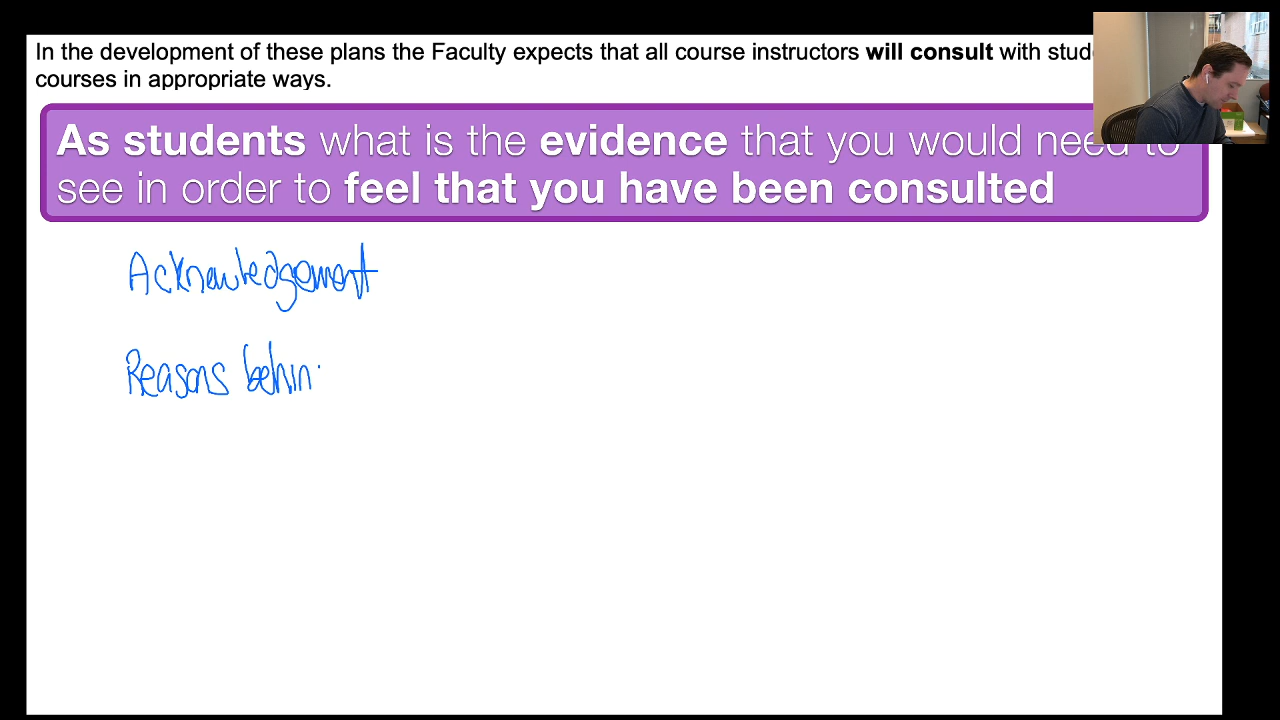 In the development of these plans the Faculty expects that all course instructors will consult with
courses in appropriate ways.
As students what is the evidence that you would need to
see in order to feel that you have been consulted
Acknowledgement
Reasons behin